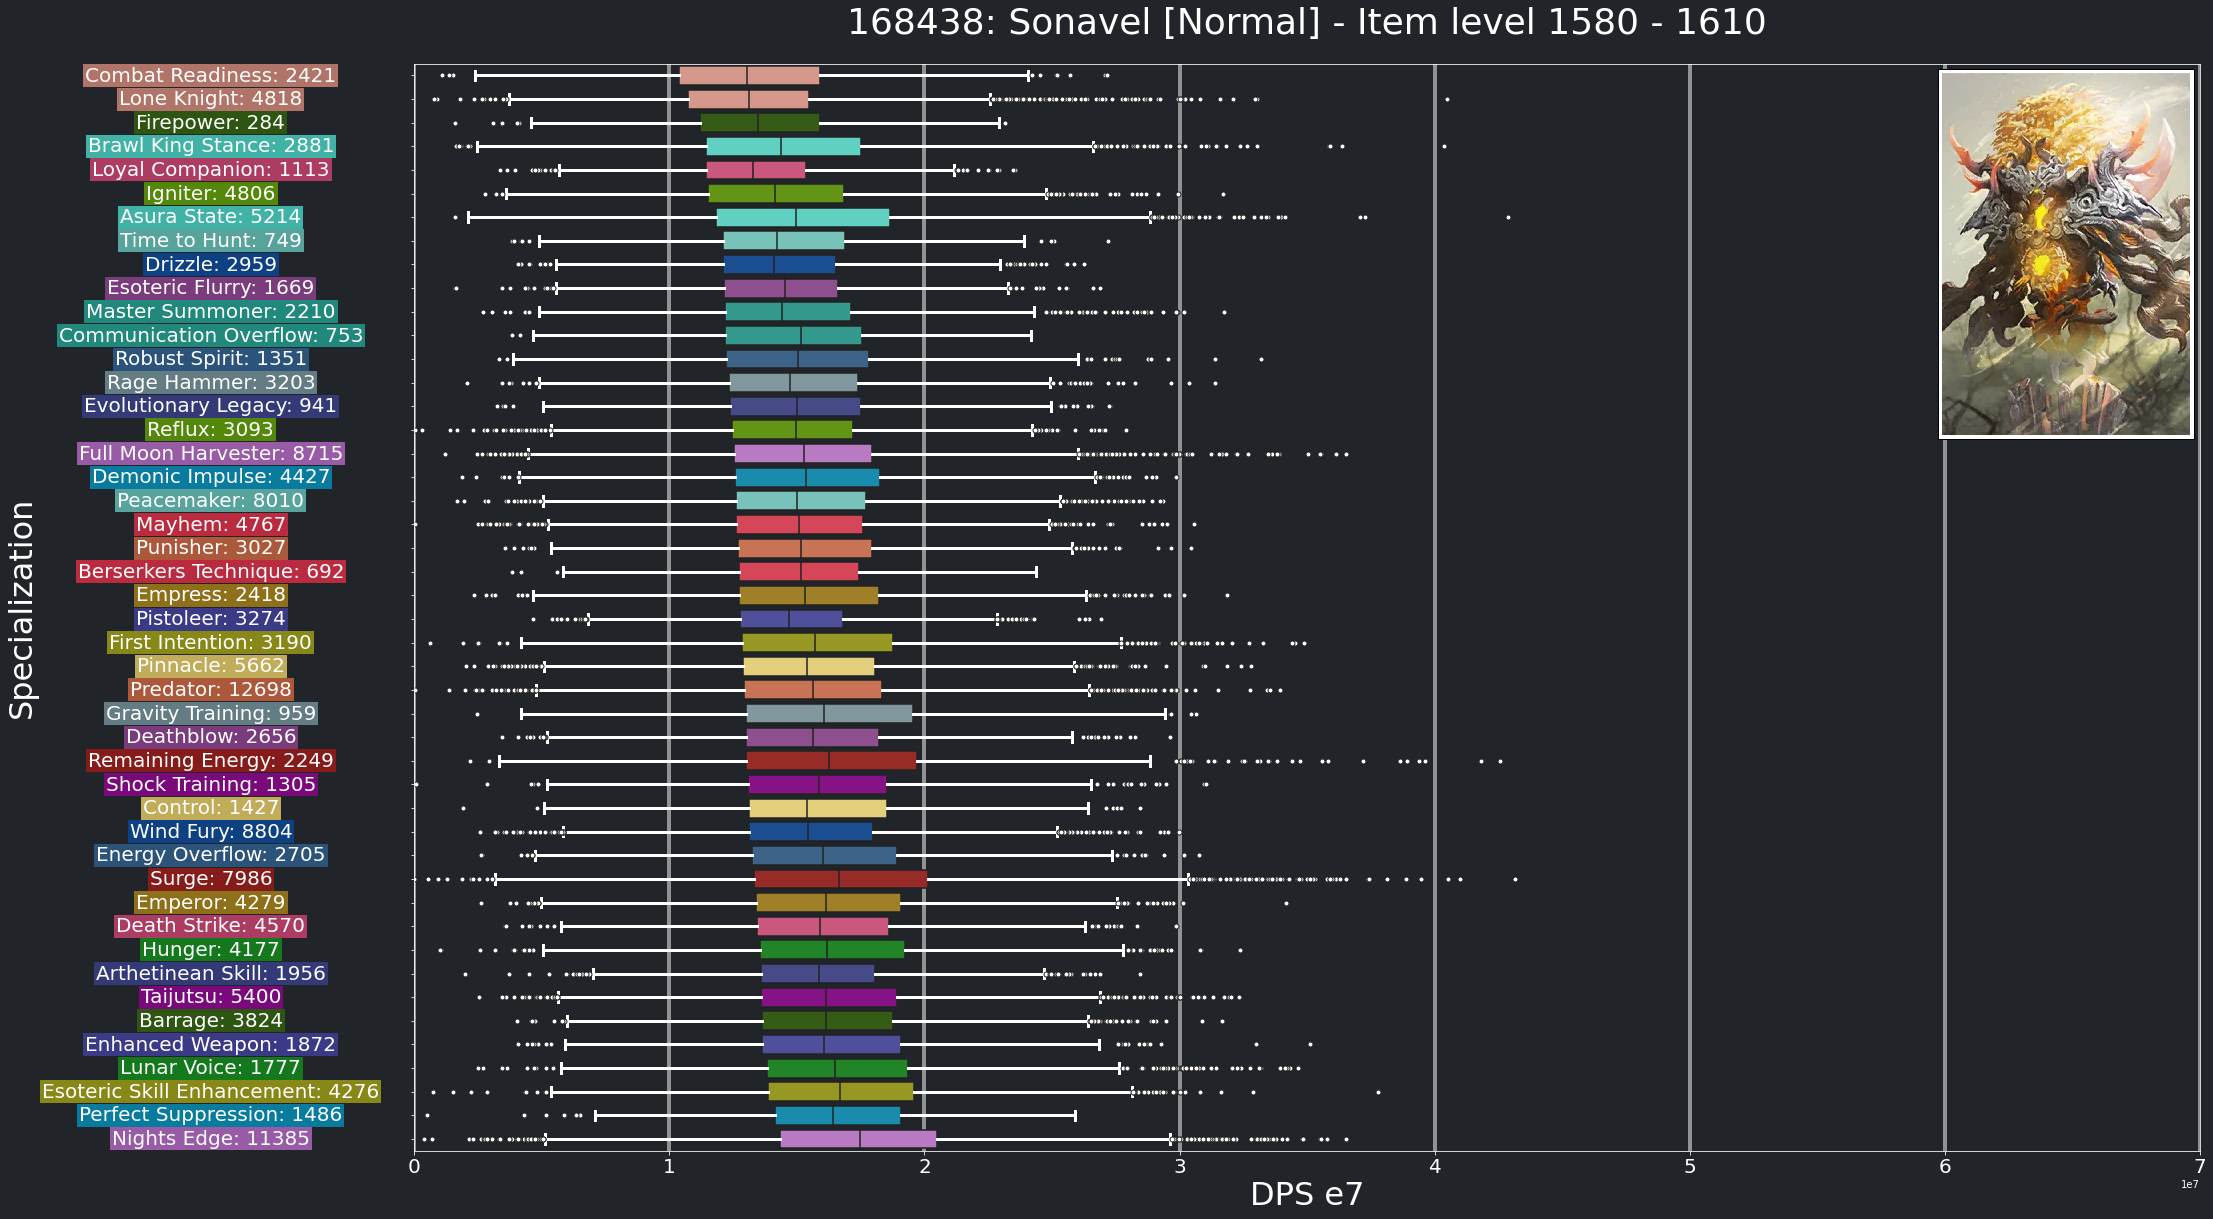 168438: Sonavel [Normal] - Item level 1580 - 1610
Combat Readiness: 2421
Lone Knight: 4818
Firepower: 284
Brawl King Stance: 2881
Loyal Companion: 1113
Igniter: 4806
Asura State: 5214
Time to Hunt: 749
Drizzle: 2959
Esoteric Flurry: 1669
Master Summoner: 2210
Communication Overflow: 753
Robust Spirit: 1351
Rage Hammer: 3203
Evolutionary Legacy: 941
Reflux: 3093
Full Moon Harvester: 8715
Demonic Impulse: 4427
Peacemaker: 8010
Mayhem: 4767
Punisher: 3027
Berserkers Technique: 692
Empress: 2418
Pistoleer: 3274
First Intention: 3190
Pinnacle: 5662
Predator: 12698
Gravity Training: 959
Deathblow: 2656
Remaining Energy: 2249
Shock Training: 1305
Control: 1427
Wind Fury: 8804
Energy Overflow: 2705
Surge: 7986
Emperor: 4279
Death Strike: 4570
Hunger: 4177
Arthetinean Skill: 1956
Taijutsu: 5400
Barrage: 3824
Enhanced Weapon: 1872
Lunar Voice: 1777
Esoteric Skill Enhancement: 4276
Perfect Suppression: 1486
Nights Edge: 11385
Specialization
0 1 2 3 4 5 6 7
1e7
DPS e7